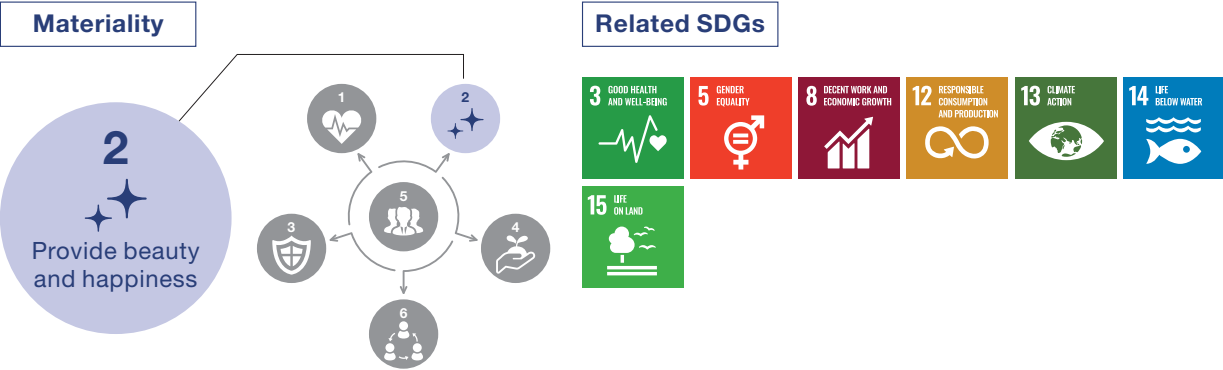 Materiality
2
Provide beauty
and happiness
1
2
3
5
4
6
Related SDGs
3 GOOD HEALTH
AND WELL-BEING
5 GENDER
EQUALITY
8 DECENT WORK AND
ECONOMIC GROWTH
12 RESPONSIBLE
CONSUMPTION
AND PRODUCTION
13 CLIMATE
ACTION
14 LIFE
BELOW WATER
15 LIFE
ON LAND